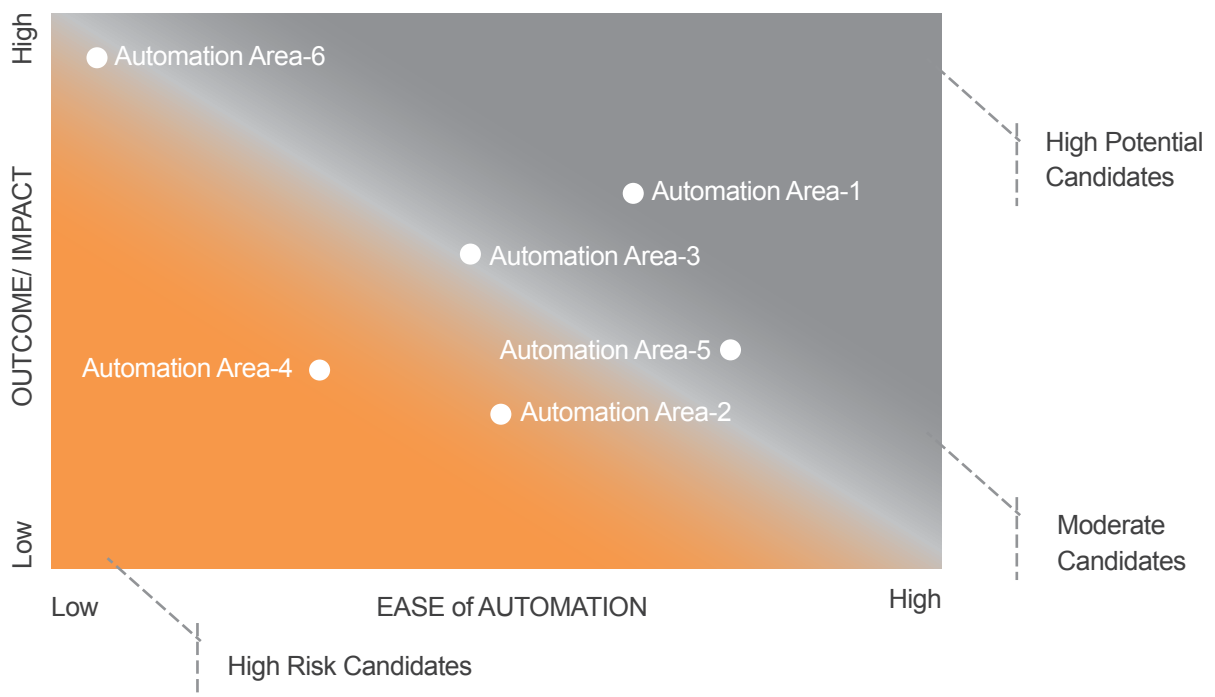 High
Automation Area-6
High Potential
Candidates
Automation Area-1
OUTCOME/ IMPACT
Automation Area-3
Automation Area-5
Automation Area-4
Automation Area-2
Low
Moderate
Candidates
Low
EASE of AUTOMATION
High
High Risk Candidates